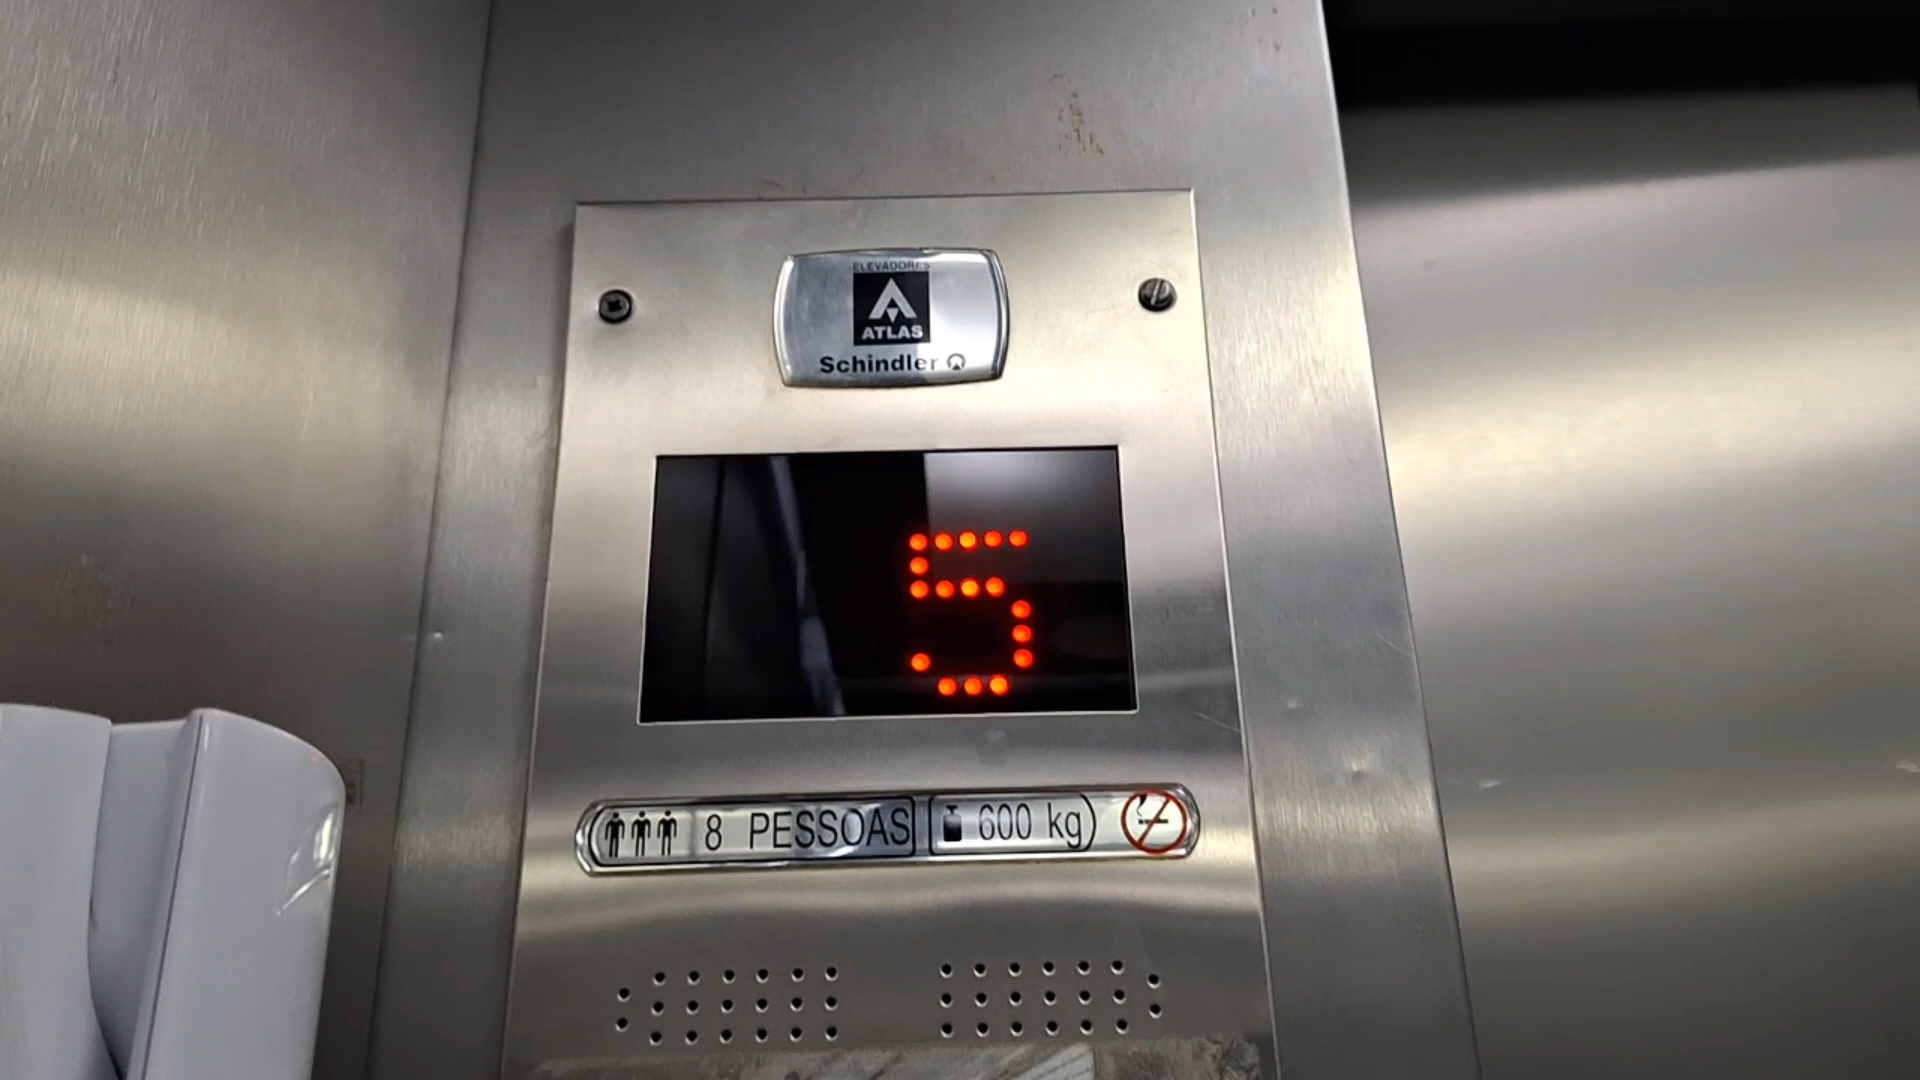 ELEVADORES
ATLAS
Schindler
5
8 PESSOAS 600 kg